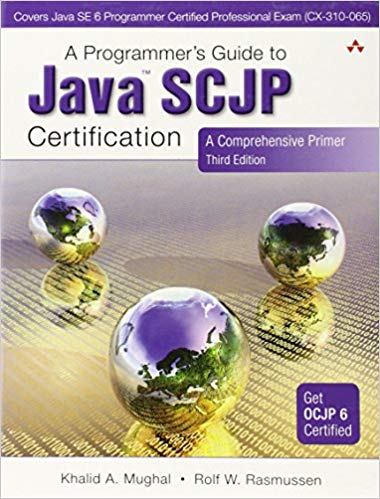 Covers Java SE 6 Programmer Certified Professional Exam (CX-310-065)
A Programmer's Guide to
Java™ SCJP
Certification
A Comprehensive Primer
Third Edition
Get
OCJP 6
Certified
Khalid A. Mughal • Rolf W. Rasmussen